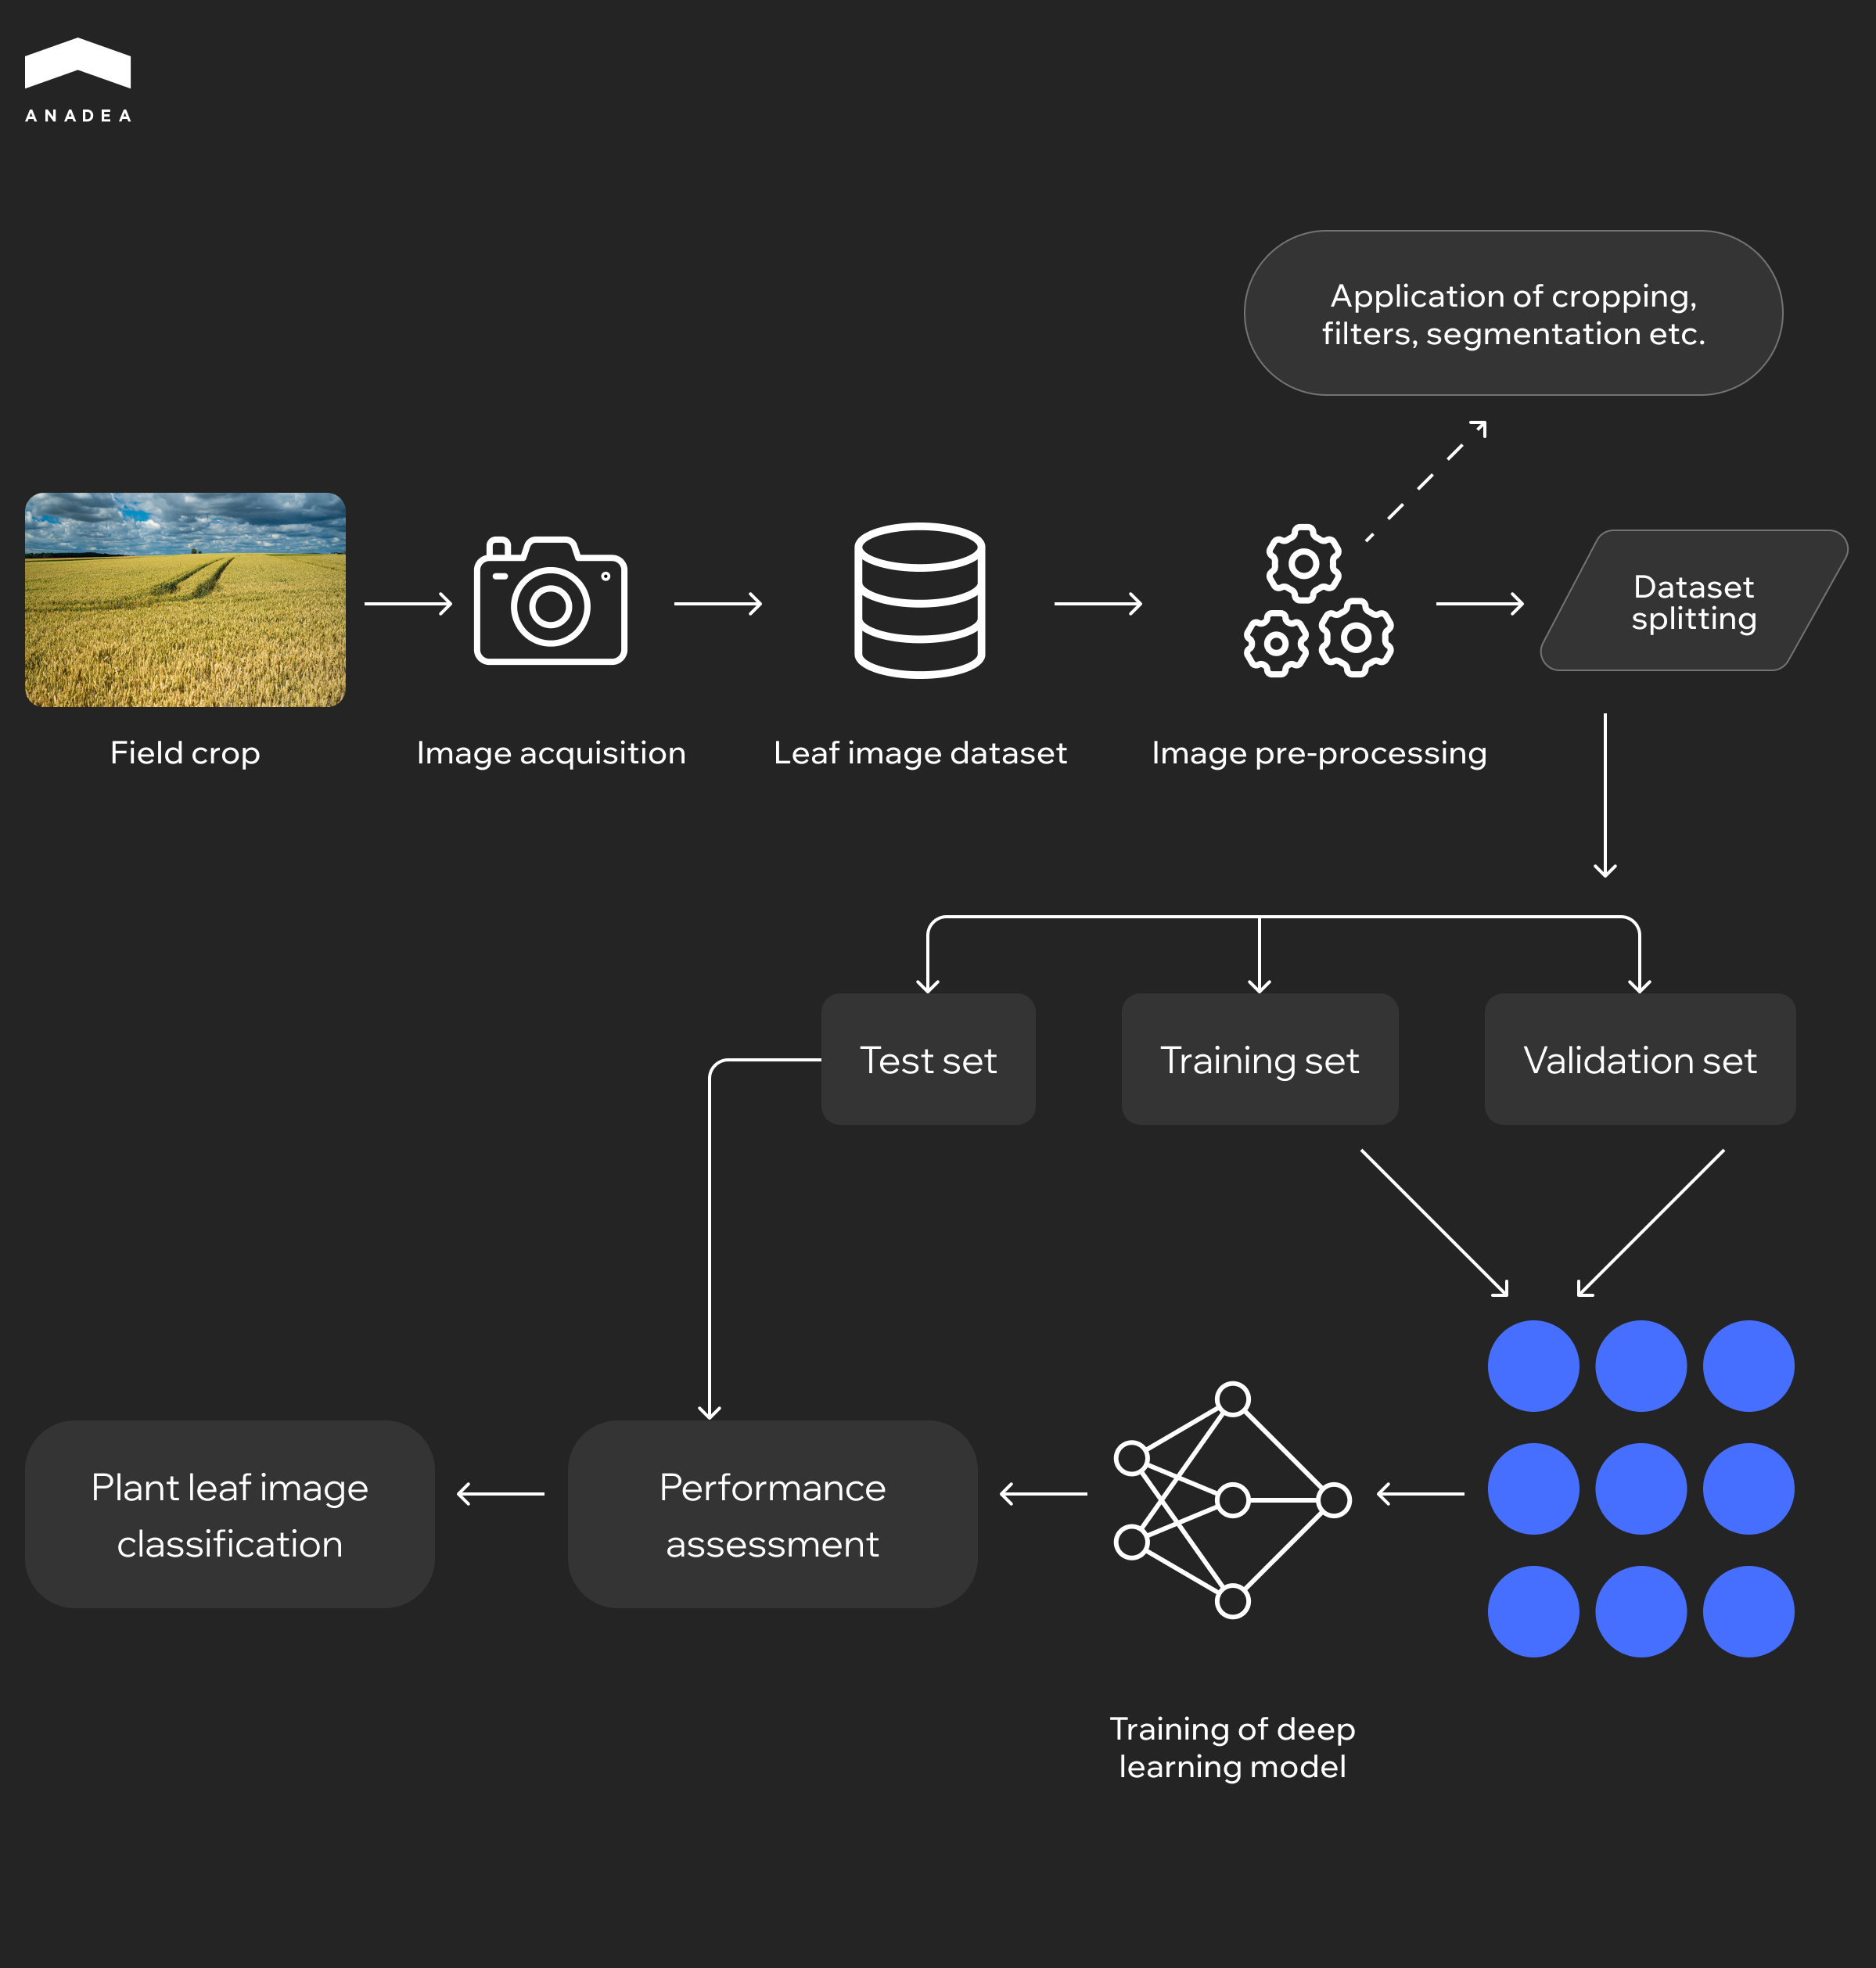 ANADEA
Application of cropping,
filters, segmentation etc.
Dataset
splitting
Field crop
Image acquisition
Leaf image dataset
Image pre-processing
Test set
Training set
Validation set
Plant leaf image
classification
Performance
assessment
Training of deep
learning model